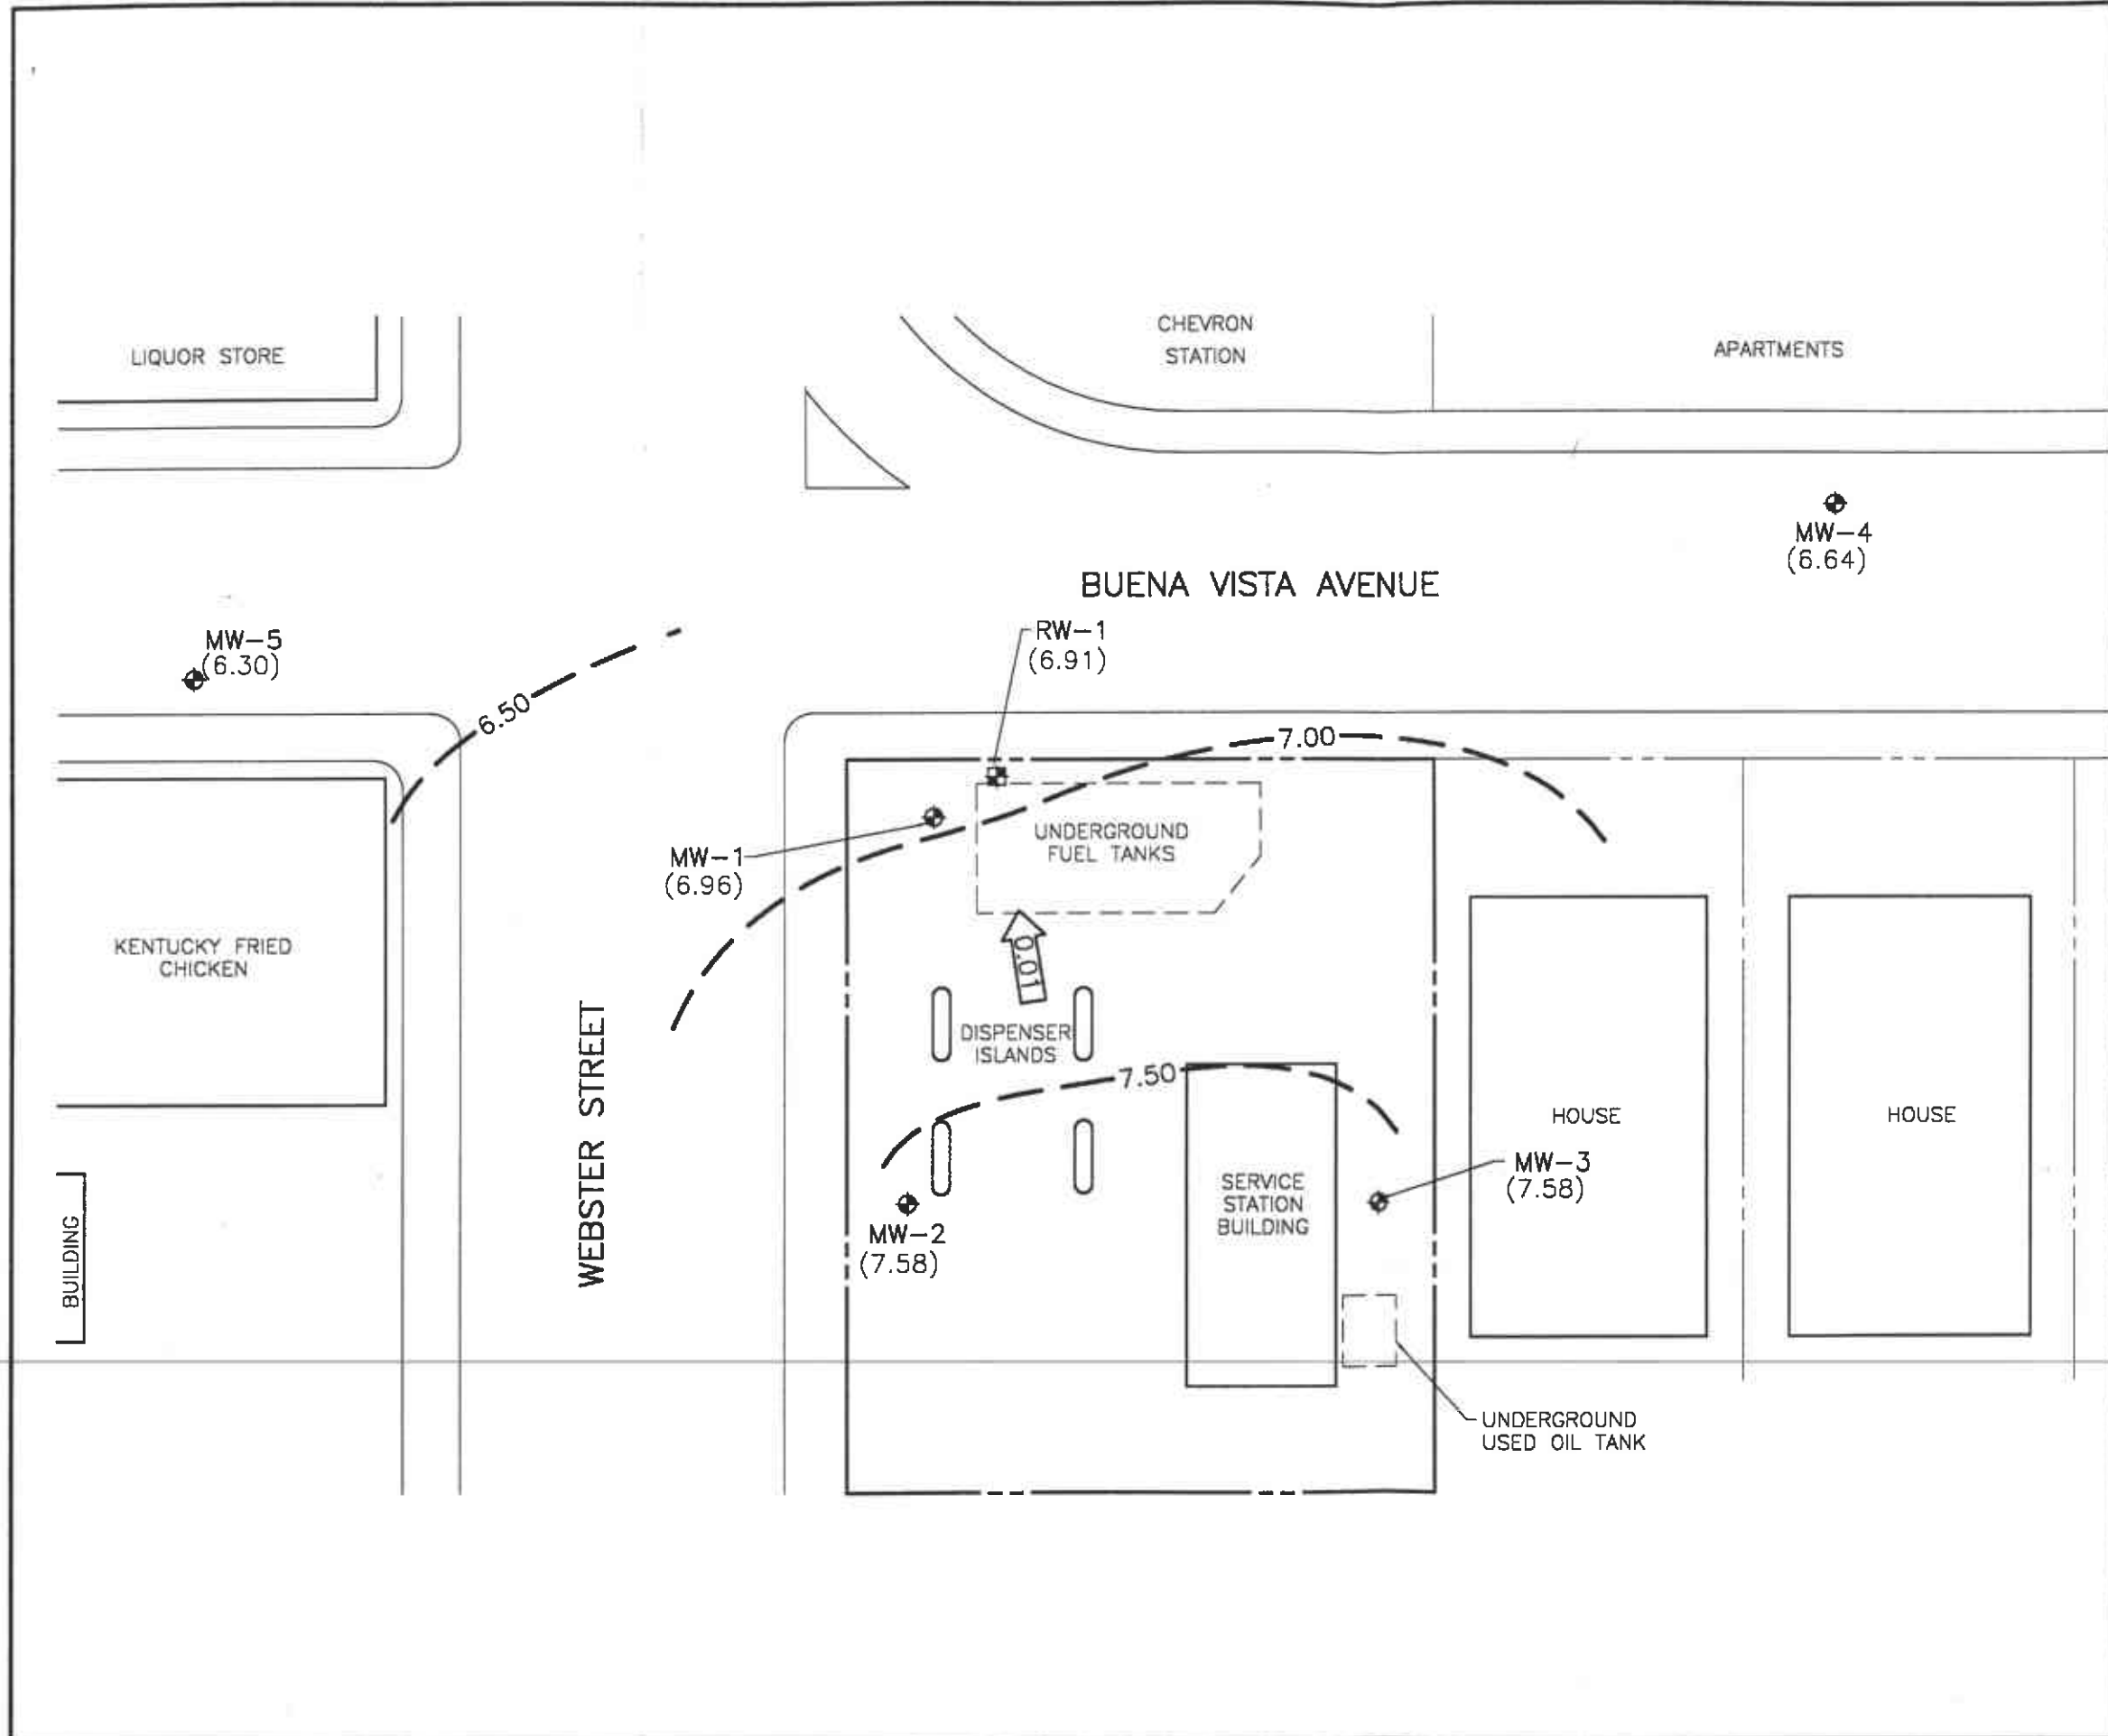 LIQUOR STORE
CHEVRON
STATION
APARTMENTS
MW-4
(6.64)
BUENA VISTA AVENUE
MW-5
(6.30)
RW-1
(6.91)
6.50
7.00
UNDERGROUND
FUEL TANKS
MW-1
(6.96)
KENTUCKY FRIED
CHICKEN
0.01
WEBSTER STREET
DISPENSER
ISLANDS
7.50
HOUSE
HOUSE
MW-3
(7.58)
SERVICE
STATION
BUILDING
MW-2
(7.58)
BUILDING
UNDERGROUND
USED OIL TANK